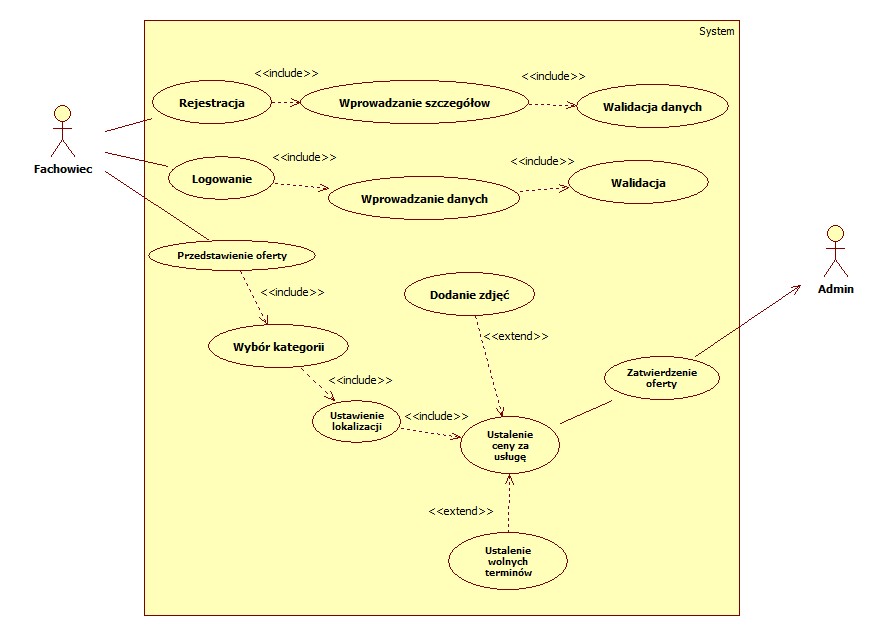 System
<<include>>
<<include>>
Rejestracja
Wprowadzanie szczegółow
Walidacja danych
Fachowiec
<<include>>
<<include>>
Logowanie
Wprowadzanie danych
Walidacja
Przedstawienie oferty
<<include>>
Dodanie zdjęć
Admin
<<extend>>
Wybór kategorii
<<include>>
Zatwierdzenie
oferty
Ustawienie
lokalizacji
<<include>>
Ustalenie
ceny za
usługę
<<extend>>
Ustalenie
wolnych
terminów